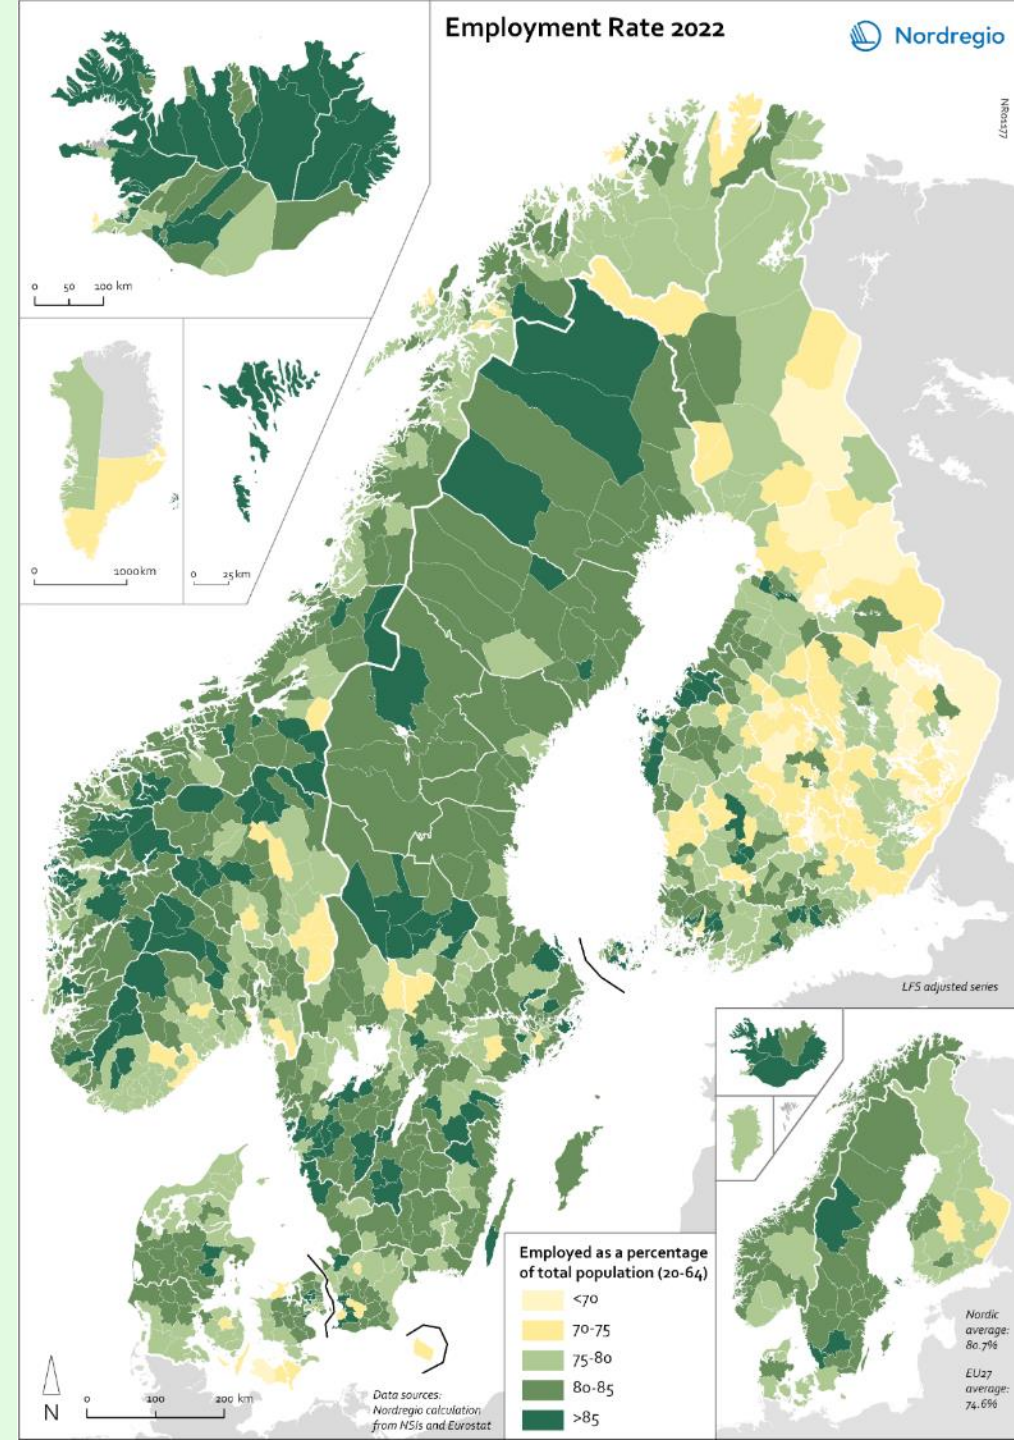 Employment Rate 2022
Nordregio
NR01177
0 50 100 km
0 1000km
0 25km
LFS adjusted series
Employed as a percentage
of total population (20-64)
<70
70-75
75-80
80-85
>85
Nordic
average:
80.7%
EU27
average:
74.6%
N
0 100 200 km
Data sources:
Nordregio calculation
from NSIs and Eurostat